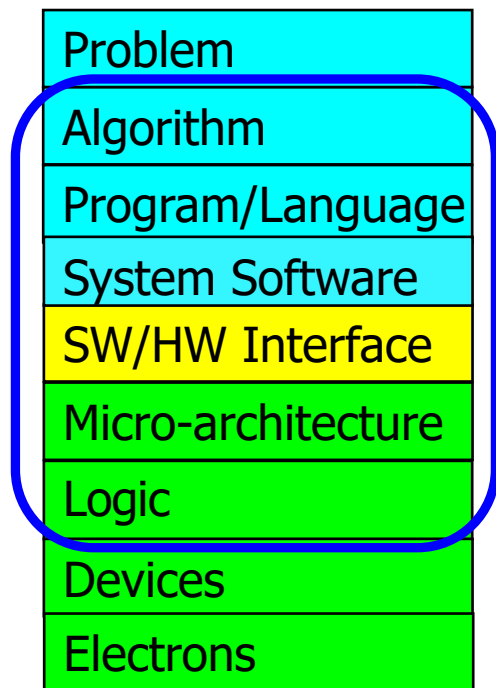 Problem
Algorithm
Program/Language
System Software
SW/HW Interface
Micro-architecture
Logic
Devices
Electrons